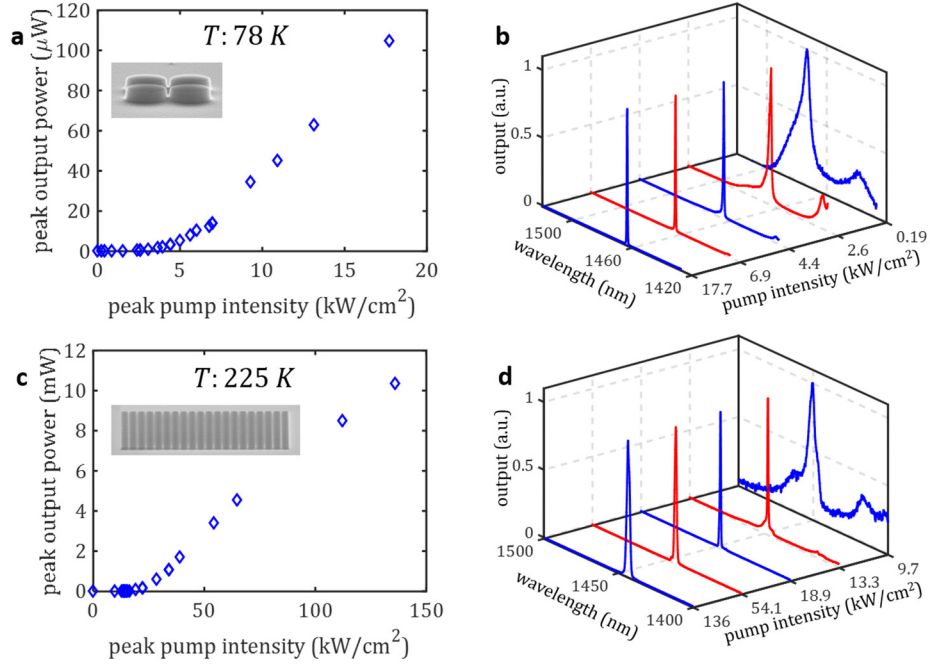 a
T: 78 K
120
100
80
60
40
20
0
0 5 10 15 20
peak output power (μW)
peak pump intensity (kW/cm²)
b
1
0.5
0
output (a.u.)
1500
1460
1420
wavelength (nm)
17.7
6.9
4.4
2.6
0.19
pump intensity (kW/cm²)
c
T: 225 K
12
10
8
6
4
2
0
0 50 100 150
peak output power (mW)
peak pump intensity (kW/cm²)
d
1
0.5
0
output (a.u.)
1500
1450
1400
wavelength (nm)
136
54.1
18.9
13.3
9.7
pump intensity (kW/cm²)